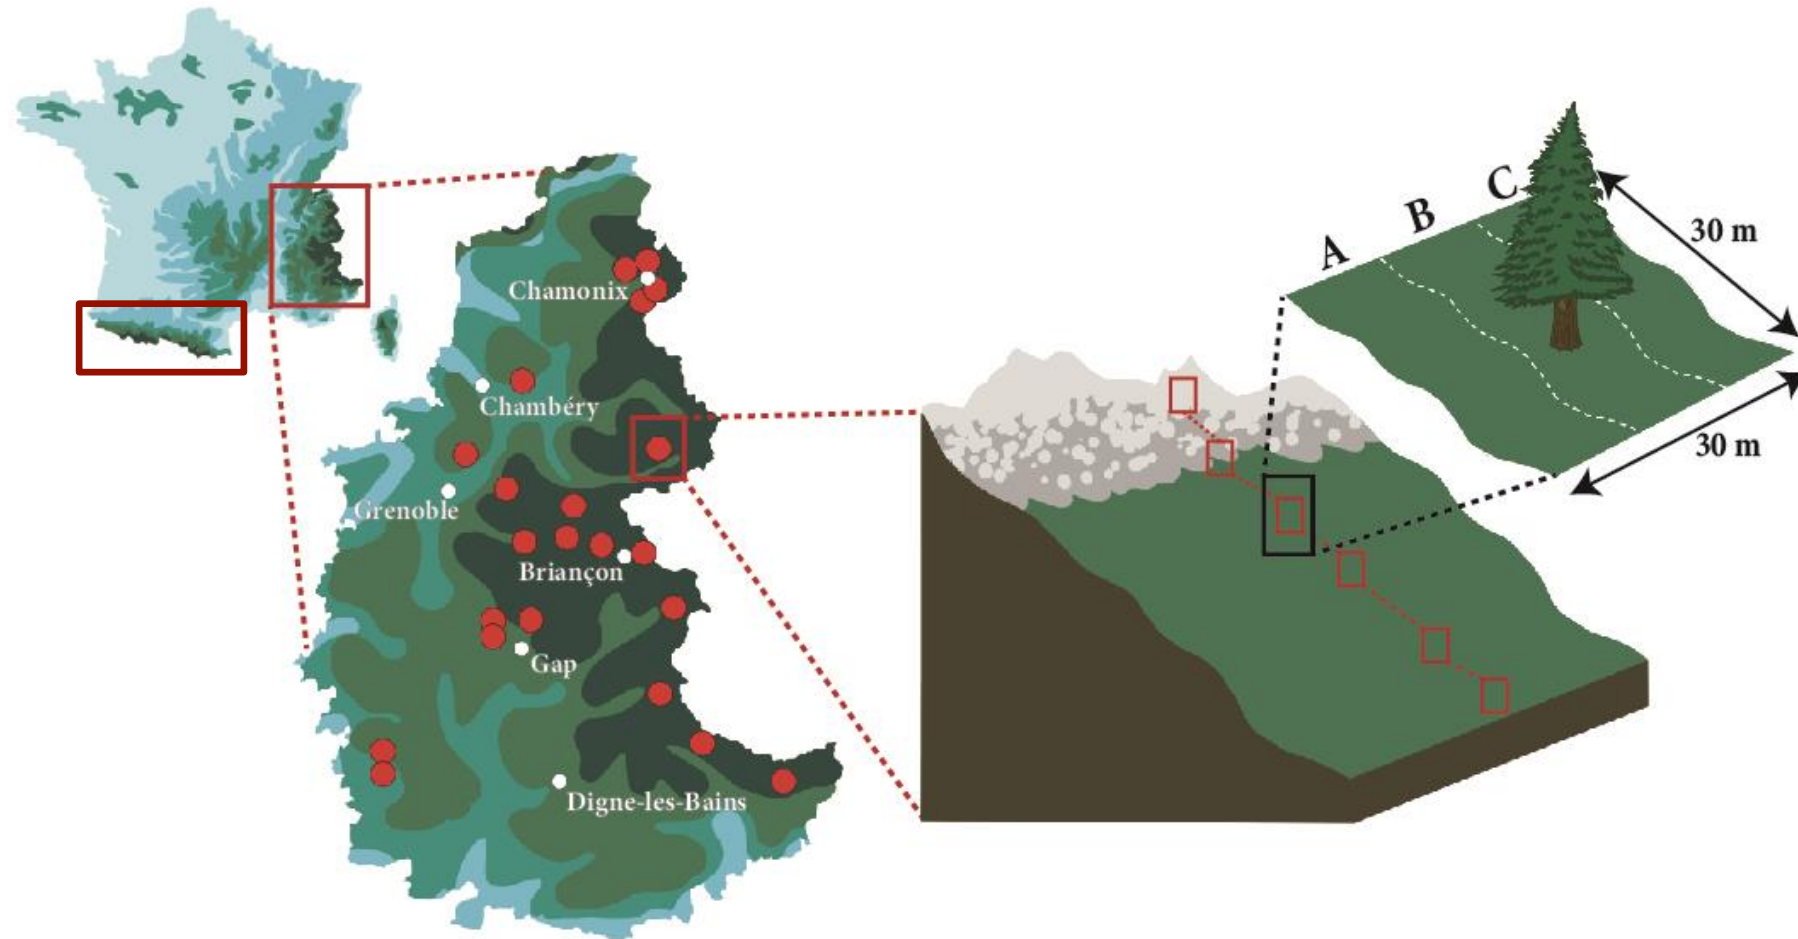 Chamonix
Chambéry
Grenoble
Briançon
Gap
Digne-les-Bains
A
B
C
30 m
30 m